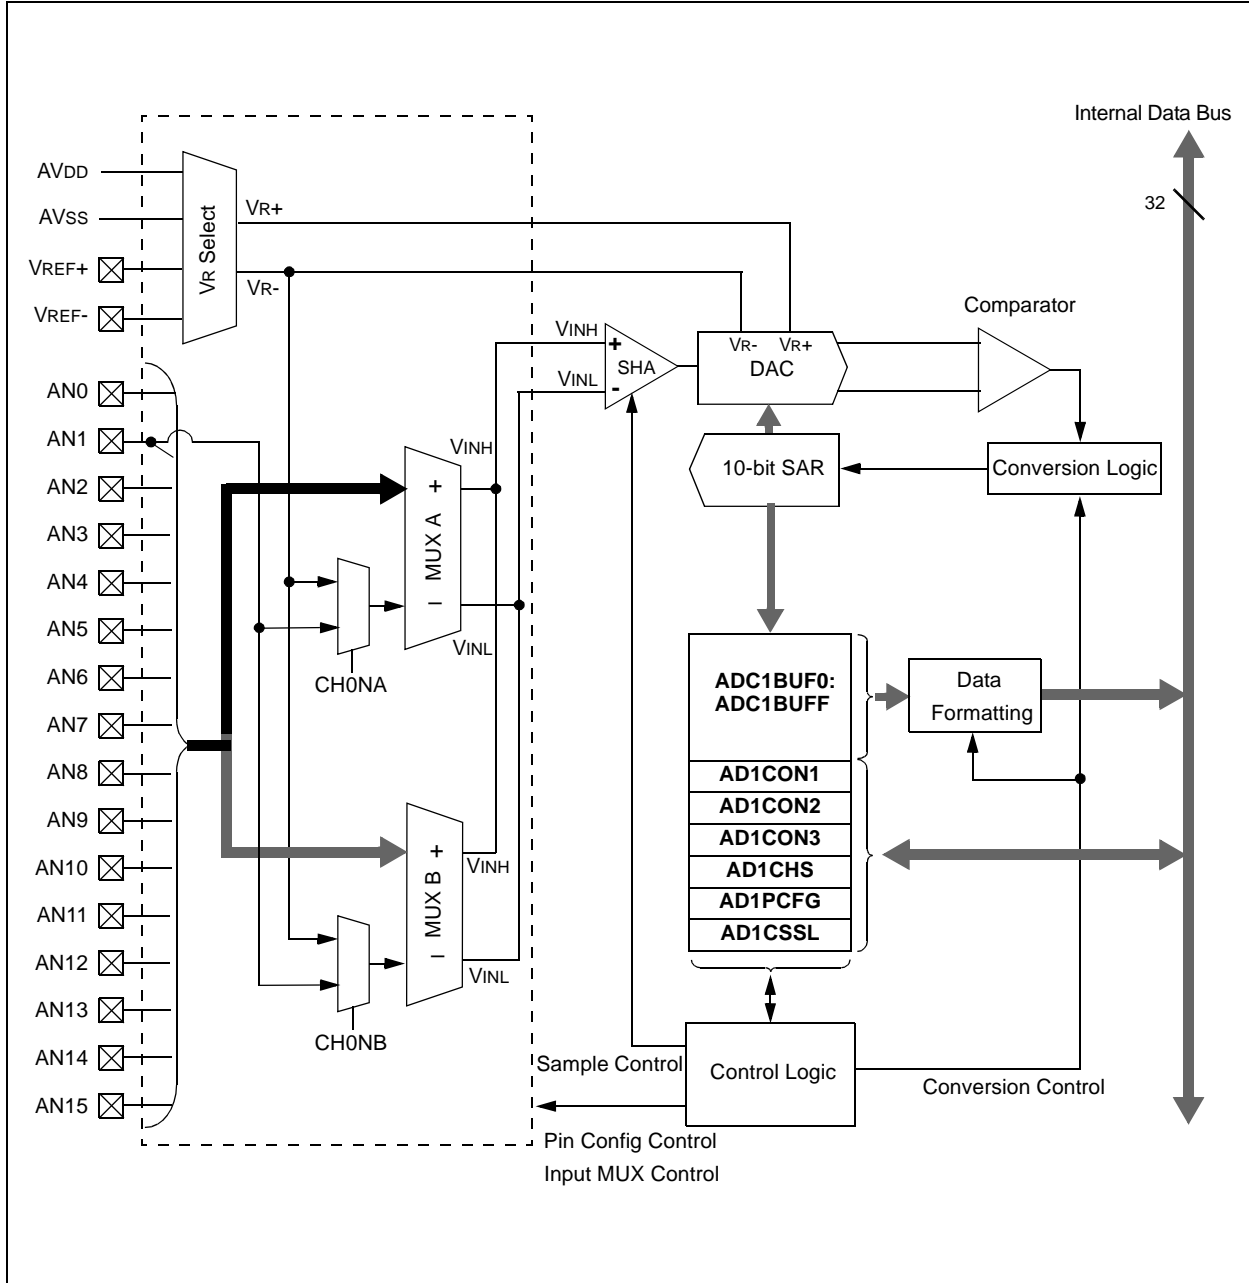 Internal Data Bus
32
AVDD
AVSS
VREF+
VREF-
VR Select
VR+
VR-
AN0
AN1
AN2
AN3
AN4
AN5
AN6
AN7
AN8
AN9
AN10
AN11
AN12
AN13
AN14
AN15
VINH
+
MUX A
–
VINL
CH0NA
+
MUX B
–
VINH
VINL
CH0NB
VINH
VINL
+
SHA
-
VR- VR+
DAC
Comparator
10-bit SAR
Conversion Logic
ADC1BUF0:
ADC1BUFF
AD1CON1
AD1CON2
AD1CON3
AD1CHS
AD1PCFG
AD1CSSL
Data
Formatting
Sample Control
Control Logic
Conversion Control
Pin Config Control
Input MUX Control